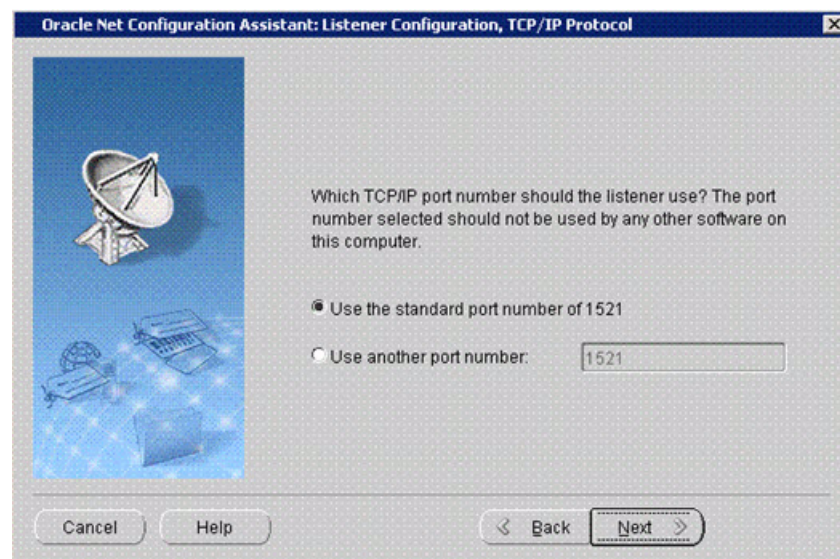 Oracle Net Configuration Assistant: Listener Configuration, TCP/IP Protocol
Which TCP/IP port number should the listener use? The port
number selected should not be used by any other software on
this computer.
Use the standard port number of 1521
Use another port number: 1521
Cancel Help Back Next